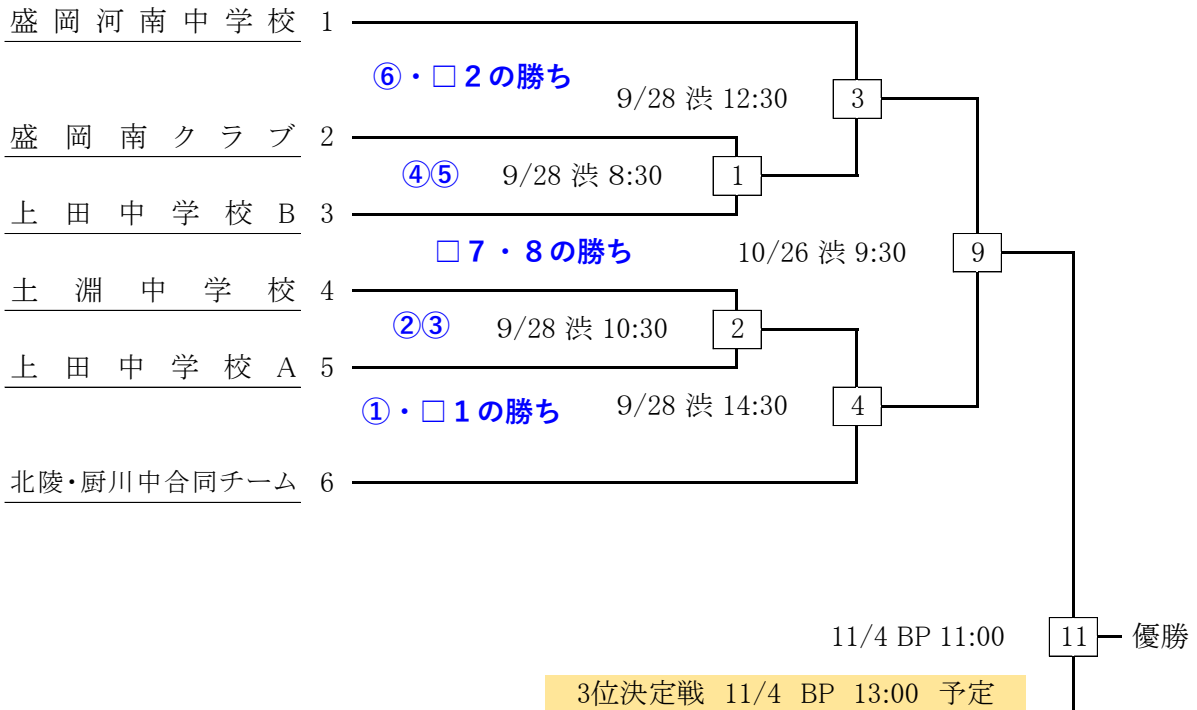 盛岡河南中学校 1
⑥・□２の勝ち
9/28 渋 12:30 3
盛岡南クラブ 2
④⑤ 9/28 渋 8:30 1
上田中学校B 3
□７・８の勝ち 10/26 渋 9:30 9
土淵中学校 4
②③ 9/28 渋 10:30 2
上田中学校A 5
①・□１の勝ち 9/28 渋 14:30 4
北陵・厨川中合同チーム 6
11/4 BP 11:00 11 優勝
3位決定戦 11/4 BP 13:00 予定